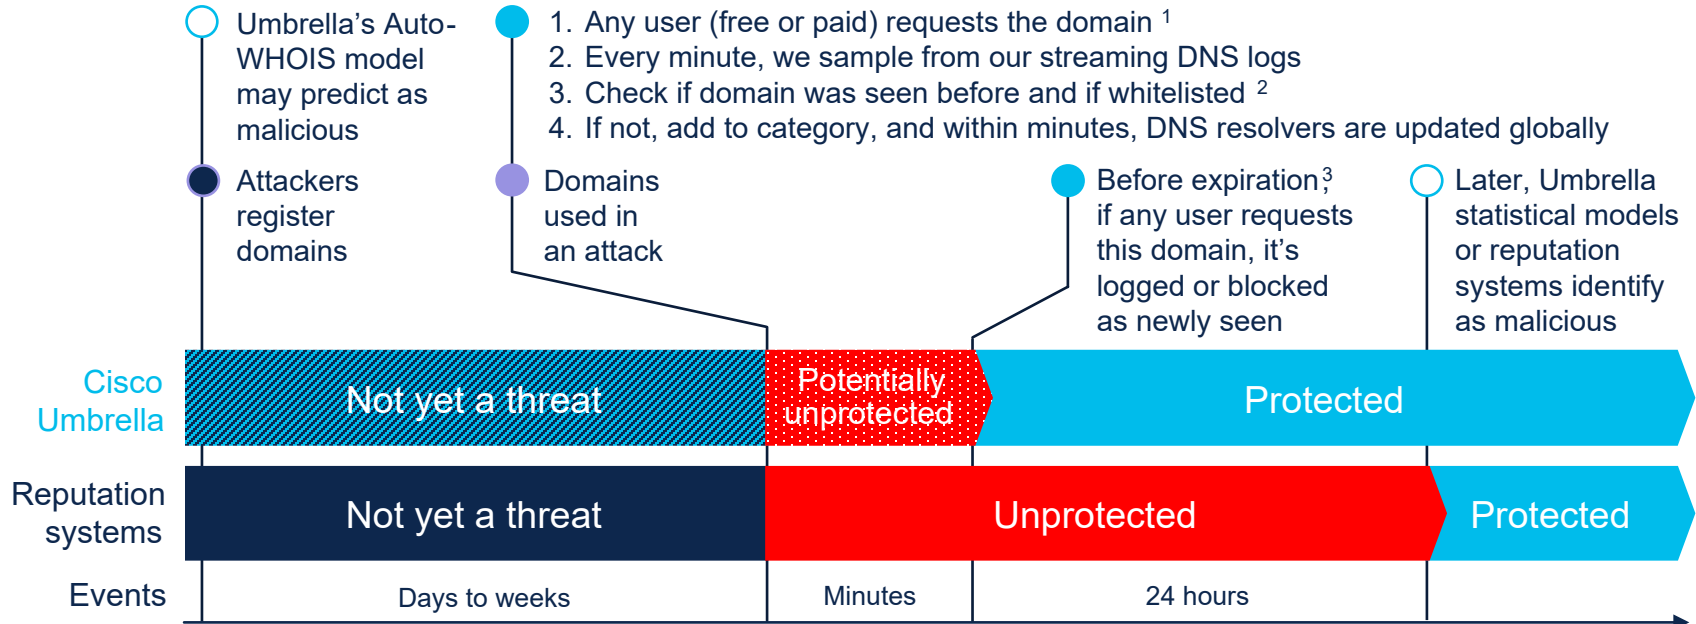 Umbrella's Auto-
WHOIS model
may predict as
malicious
1. Any user (free or paid) requests the domain 1
2. Every minute, we sample from our streaming DNS logs
3. Check if domain was seen before and if whitelisted 2
4. If not, add to category, and within minutes, DNS resolvers are updated globally
Attackers
register
domains
Domains
used in
an attack
Before expiration,3
if any user requests
this domain, it's
logged or blocked
as newly seen
Later, Umbrella
statistical models
or reputation
systems identify
as malicious
Cisco
Umbrella
Not yet a threat
Potentially
unprotected
Protected
Reputation
systems
Not yet a threat
Unprotected
Protected
Events
Days to weeks
Minutes
24 hours